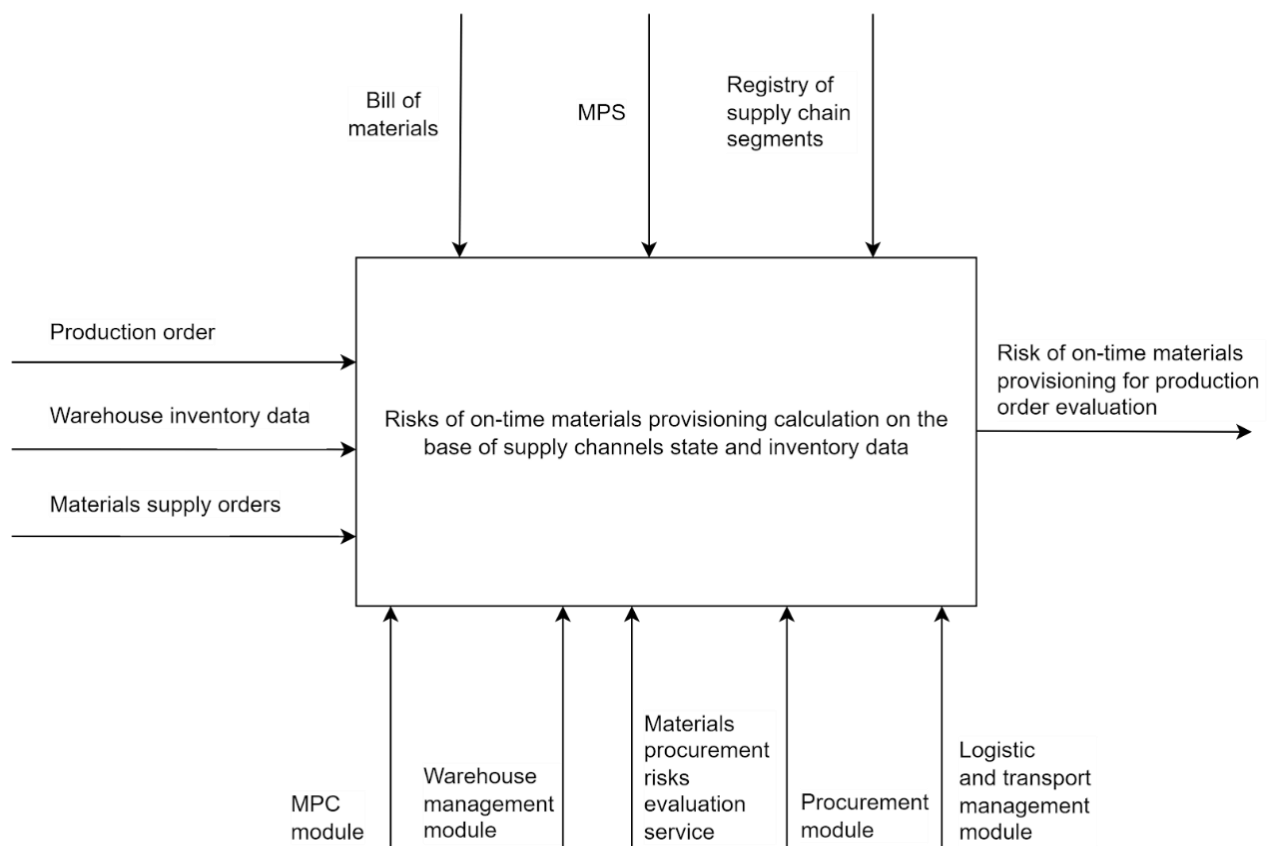 Bill of
materials
MPS
Registry of
supply chain
segments
Production order
Warehouse inventory data
Materials supply orders
Risks of on-time materials provisioning calculation on the
base of supply channels state and inventory data
Risk of on-time materials
provisioning for production
order evaluation
MPC
module
Warehouse
management
module
Materials
procurement
risks
evaluation
service
Procurement
module
Logistic
and transport
management
module